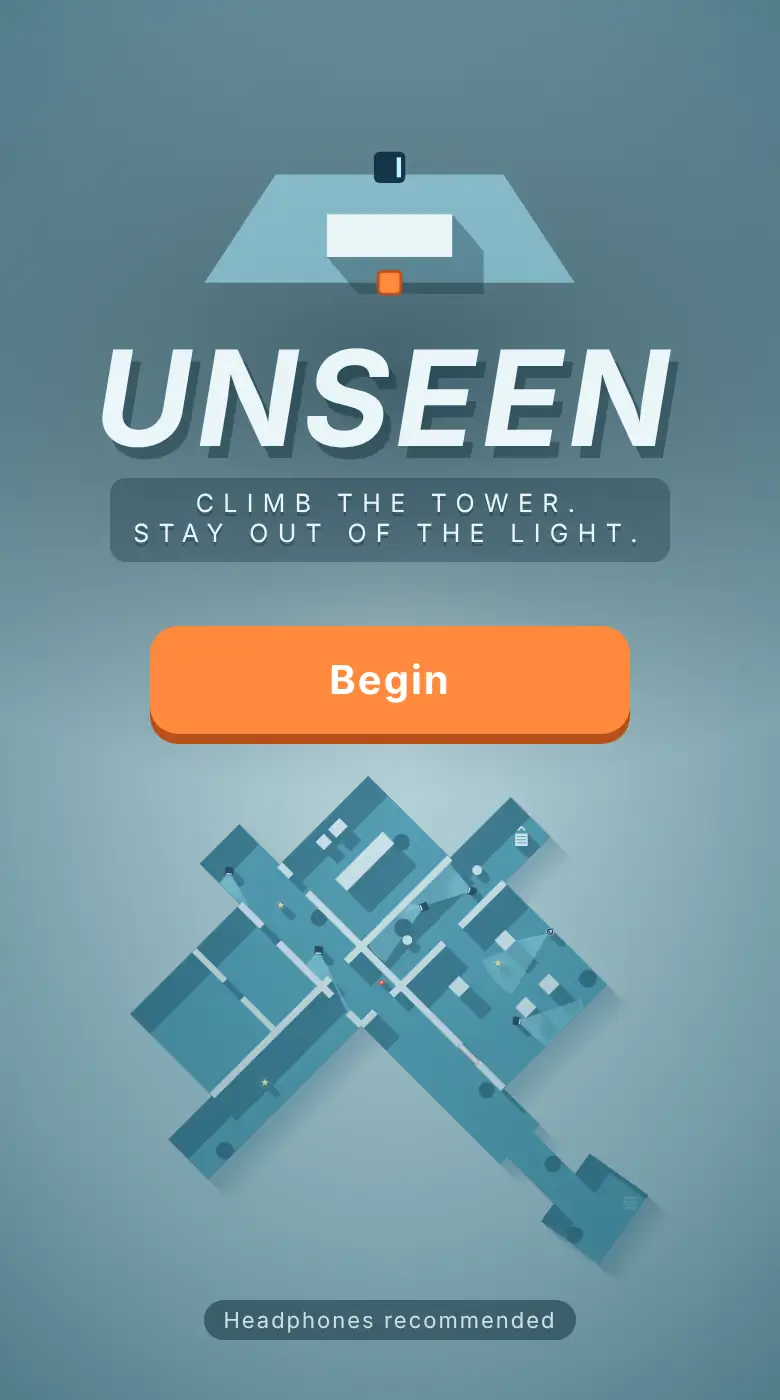 UNSEEN
CLIMB THE TOWER.
STAY OUT OF THE LIGHT.
Begin
Headphones recommended